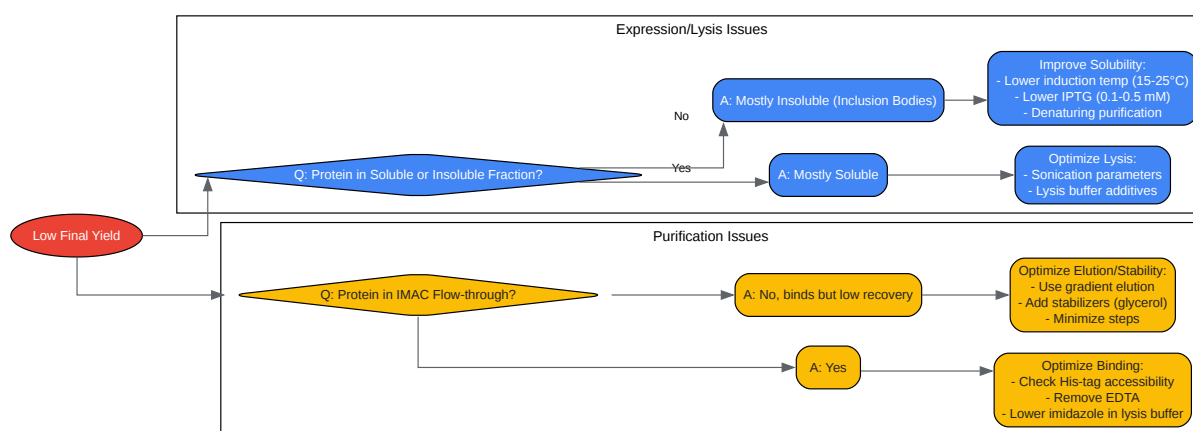 Expression/Lysis Issues
Improve Solubility:
- Lower induction temp (15-25°C)
- Lower IPTG (0.1-0.5 mM)
- Denaturing purification
A: Mostly Insoluble (Inclusion Bodies)
No
Q: Protein in Soluble or Insoluble Fraction?
Yes
A: Mostly Soluble
Optimize Lysis:
- Sonication parameters
- Lysis buffer additives
Low Final Yield
Purification Issues
Q: Protein in IMAC Flow-through?
A: No, binds but low recovery
Optimize Elution/Stability:
- Use gradient elution
- Add stabilizers (glycerol)
- Minimize steps
A: Yes
Optimize Binding:
- Check His-tag accessibility
- Remove EDTA
- Lower imidazole in lysis buffer